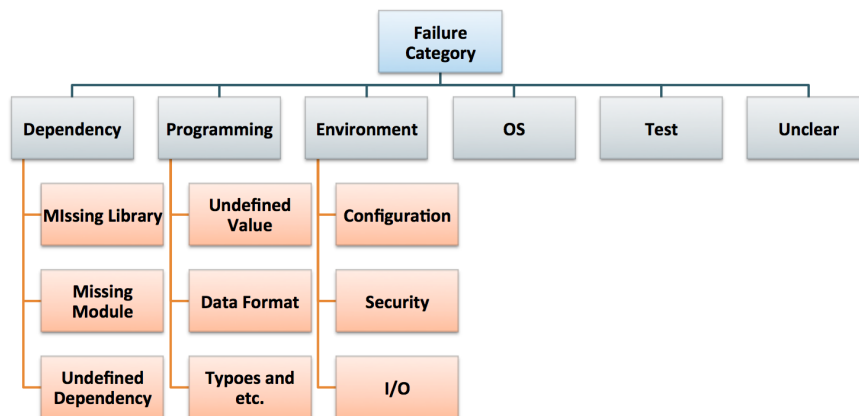 Failure
Category
Dependency
Programming
Environment
OS
Test
Unclear
MIssing Library
Undefined
Value
Configuration
Missing
Module
Data Format
Security
Undefined
Dependency
Typoes and
etc.
I/O